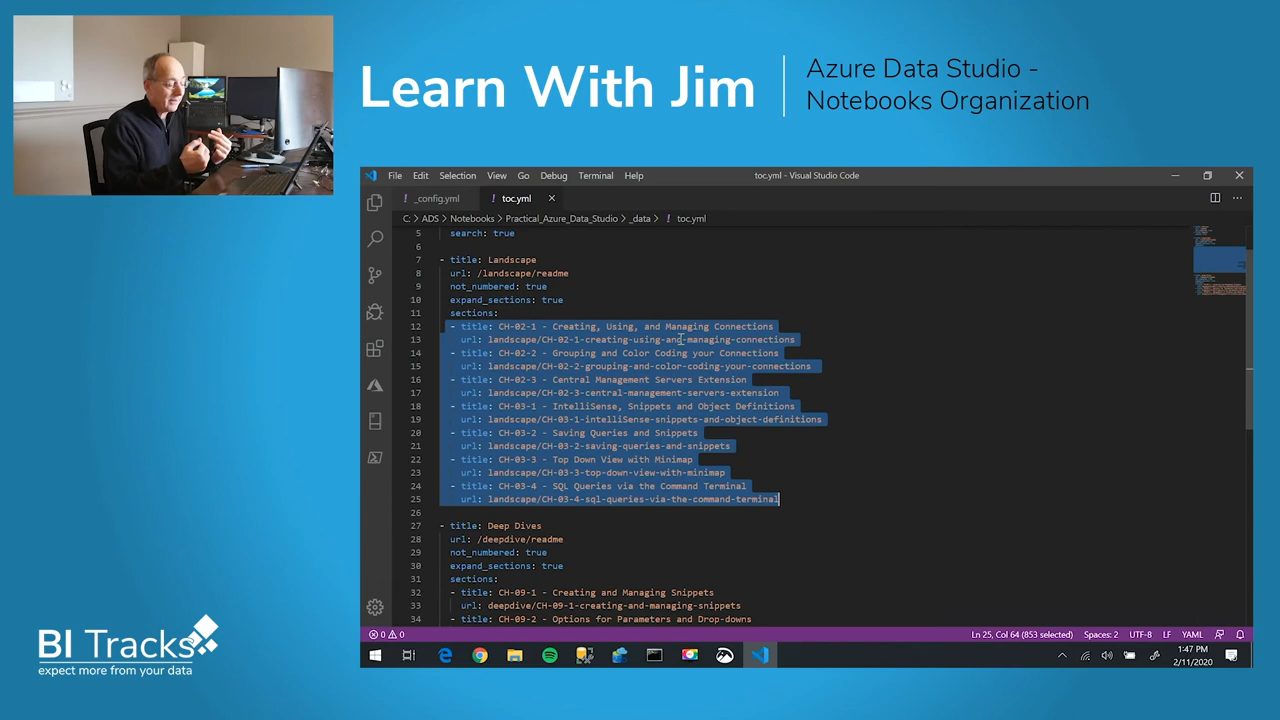 Learn With Jim
Azure Data Studio -
Notebooks Organization
File Edit Selection View Go Debug Terminal Help
toc.yml - Visual Studio Code
! _config.yml
! toc.yml ×
C: > ADS > Notebooks > Practical_Azure_Data_Studio > _data > ! toc.yml
5 search: true
6
7 - title: Landscape
8 url: /landscape/readme
9 not_numbered: true
10 expand_sections: true
11 sections:
12 - title: CH-02-1 - Creating, Using, and Managing Connections
13 url: landscape/CH-02-1-creating-using-and-managing-connections
14 - title: CH-02-2 - Grouping and Color Coding your Connections
15 url: landscape/CH-02-2-grouping-and-color-coding-your-connections
16 - title: CH-02-3 - Central Management Servers Extension
17 url: landscape/CH-02-3-central-management-servers-extension
18 - title: CH-03-1 - IntelliSense, Snippets and Object Definitions
19 url: landscape/CH-03-1-intelliSense-snippets-and-object-definitions
20 - title: CH-03-2 - Saving Queries and Snippets
21 url: landscape/CH-03-2-saving-queries-and-snippets
22 - title: CH-03-3 - Top Down View with Minimap
23 url: landscape/CH-03-3-top-down-view-with-minimap
24 - title: CH-03-4 - SQL Queries via the Command Terminal
25 url: landscape/CH-03-4-sql-queries-via-the-command-terminal
26
27 - title: Deep Dives
28 url: /deepdive/readme
29 not_numbered: true
30 expand_sections: true
31 sections:
32 - title: CH-09-1 - Creating and Managing Snippets
33 url: deepdive/CH-09-1-creating-and-managing-snippets
34 - title: CH-09-2 - Options for Parameters and Drop-downs
0 0
Ln 25, Col 64 (853 selected) Spaces: 2 UTF-8 LF YAML
1:47 PM
2/11/2020
BI Tracks
expect more from your data